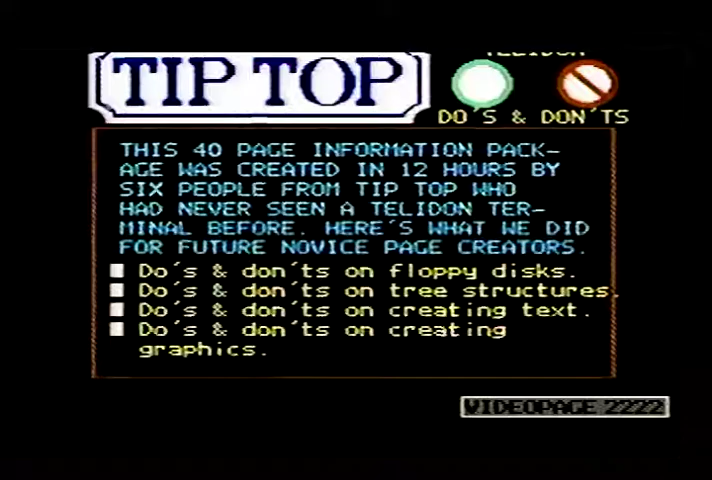 TELIDON
TIP TOP
DO'S & DON'TS
THIS 40 PAGE INFORMATION PACK-
AGE WAS CREATED IN 12 HOURS BY
SIX PEOPLE FROM TIP TOP WHO
HAD NEVER SEEN A TELIDON TER-
MINAL BEFORE. HERE'S WHAT WE DID
FOR FUTURE NOVICE PAGE CREATORS.
Do's & don'ts on floppy disks.
Do's & don'ts on tree structures.
Do's & don'ts on creating text.
Do's & don'ts on creating
graphics.
VIDEOPAGE 2222